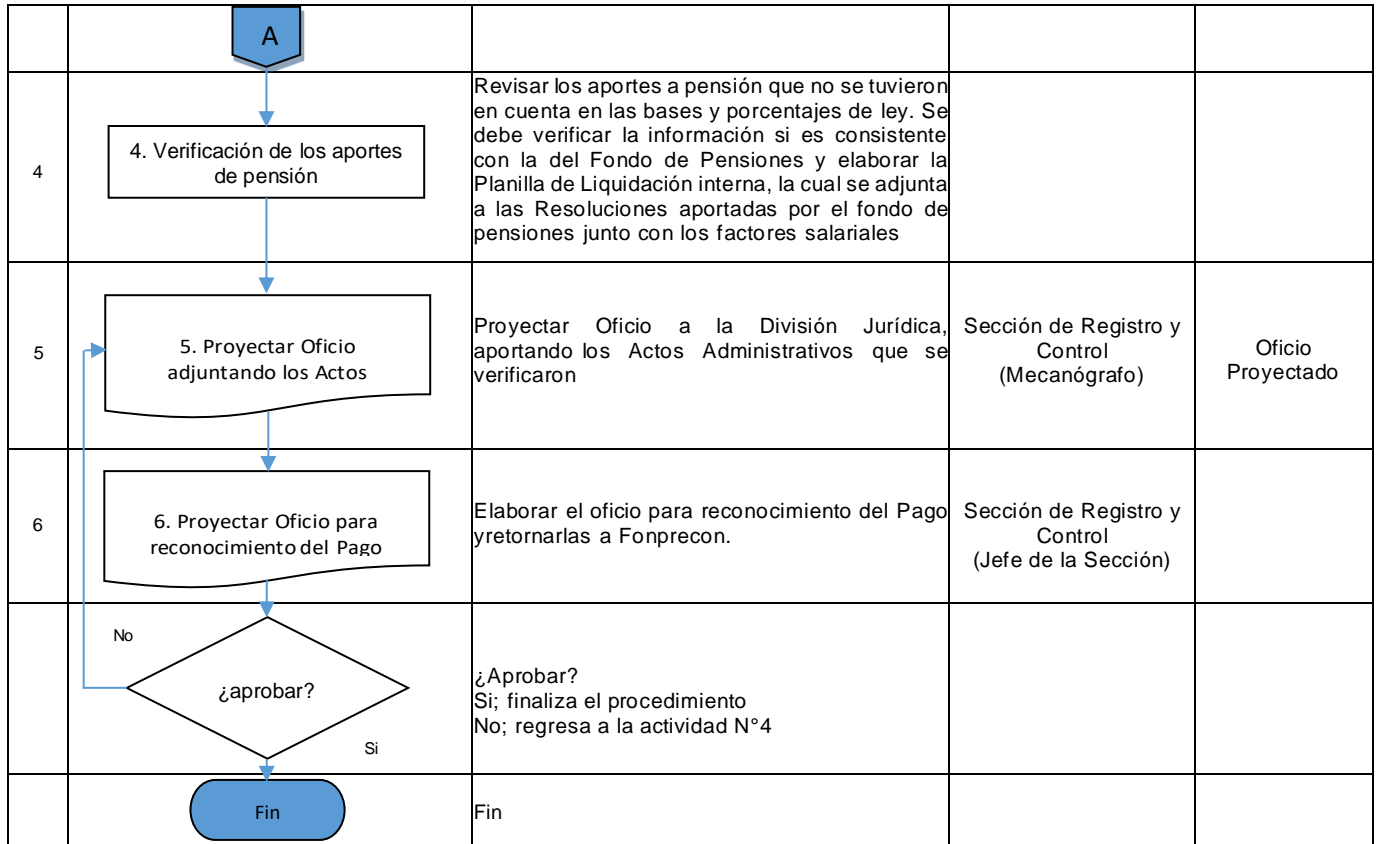 A
4
4. Verificación de los aportes
de pensión
Revisar los aportes a pensión que no se tuvieron
en cuenta en las bases y porcentajes de ley. Se
debe verificar la información si es consistente
con la del Fondo de Pensiones y elaborar la
Planilla de Liquidación interna, la cual se adjunta
a las Resoluciones aportadas por el fondo de
pensiones junto con los factores salariales
5
5. Proyectar Oficio
adjuntando los Actos
Proyectar Oficio a la División Jurídica,
aportando los Actos Administrativos que se
verificaron
Sección de Registro y
Control
(Mecanógrafo)
Oficio
Proyectado
6
6. Proyectar Oficio para
reconocimiento del Pago
Elaborar el oficio para reconocimiento del Pago
yretornarlas a Fonprecon.
Sección de Registro y
Control
(Jefe de la Sección)
No
¿aprobar?
Si
¿Aprobar?
Si; finaliza el procedimiento
No; regresa a la actividad N°4
Fin
Fin